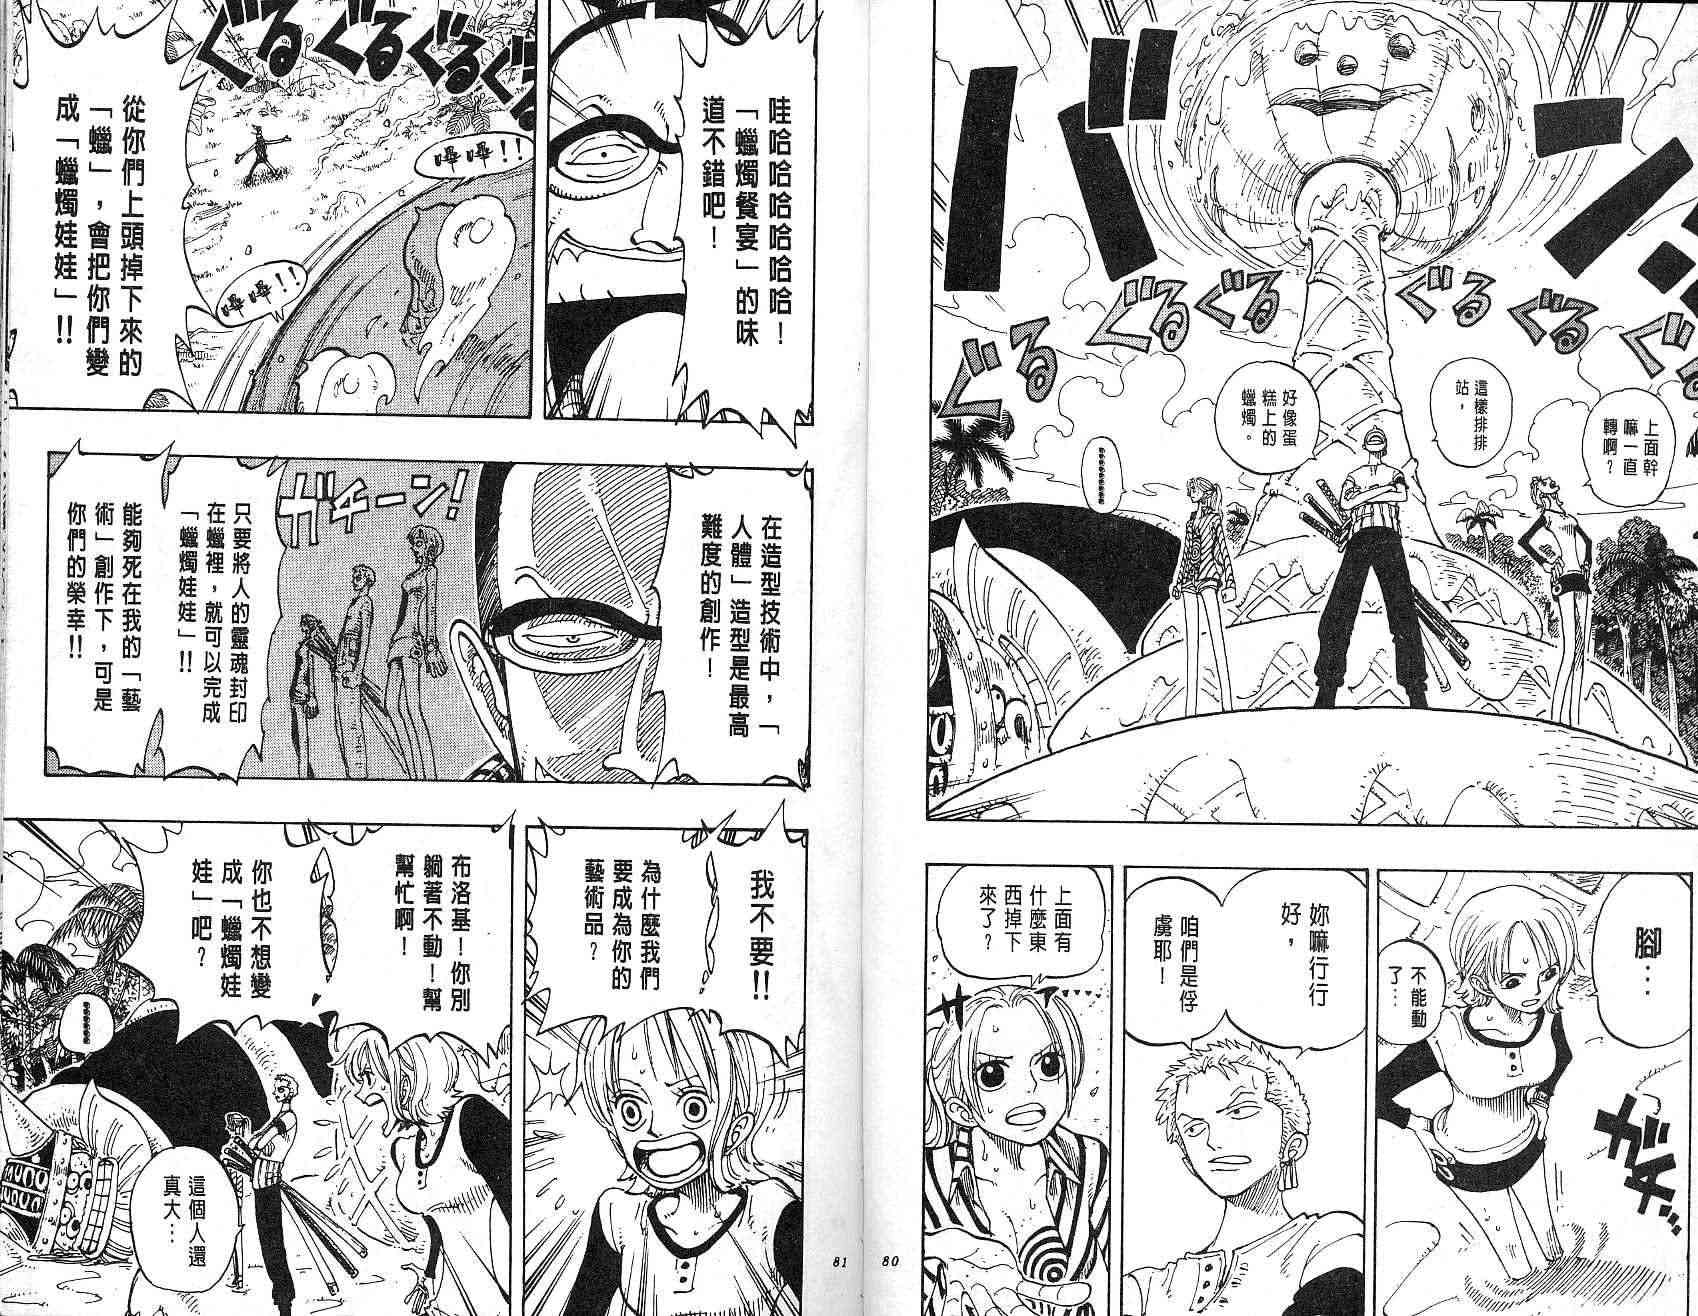 バババン
ぐる
ぐる
ぐる
ぐる
ぐる
ぐる
上面幹
嘛一直
轉啊？
這樣排排
站，
好像蛋
糕上的
蠟燭。
腳…
不能動
了…
妳嘛行行
好，
咱們是俘
虜耶！
上面有
什麼東
西掉下
來了？
80
81
ぐるぐるぐるぐる
哇哈哈哈哈哈哈哈！
「蠟燭餐宴」的味
道不錯吧！
嗶嗶!!
嗶嗶!!
從你們上頭掉下來的
「蠟」，會把你們變
成「蠟燭娃娃」!!
在造型技術中，「
人體」造型是最高
難度的創作！
ガチーン!
只要將人的靈魂封印
在蠟裡，就可以完成
「蠟燭娃娃」!!
能夠死在我的「藝
術」創作下，可是
你們的榮幸!!
我不要!!
為什麼我們
要成為你的
藝術品？
布洛基！你別
躺著不動！幫
幫忙啊！
你也不想變
成「蠟燭娃
娃」吧？
這個人還
真大…